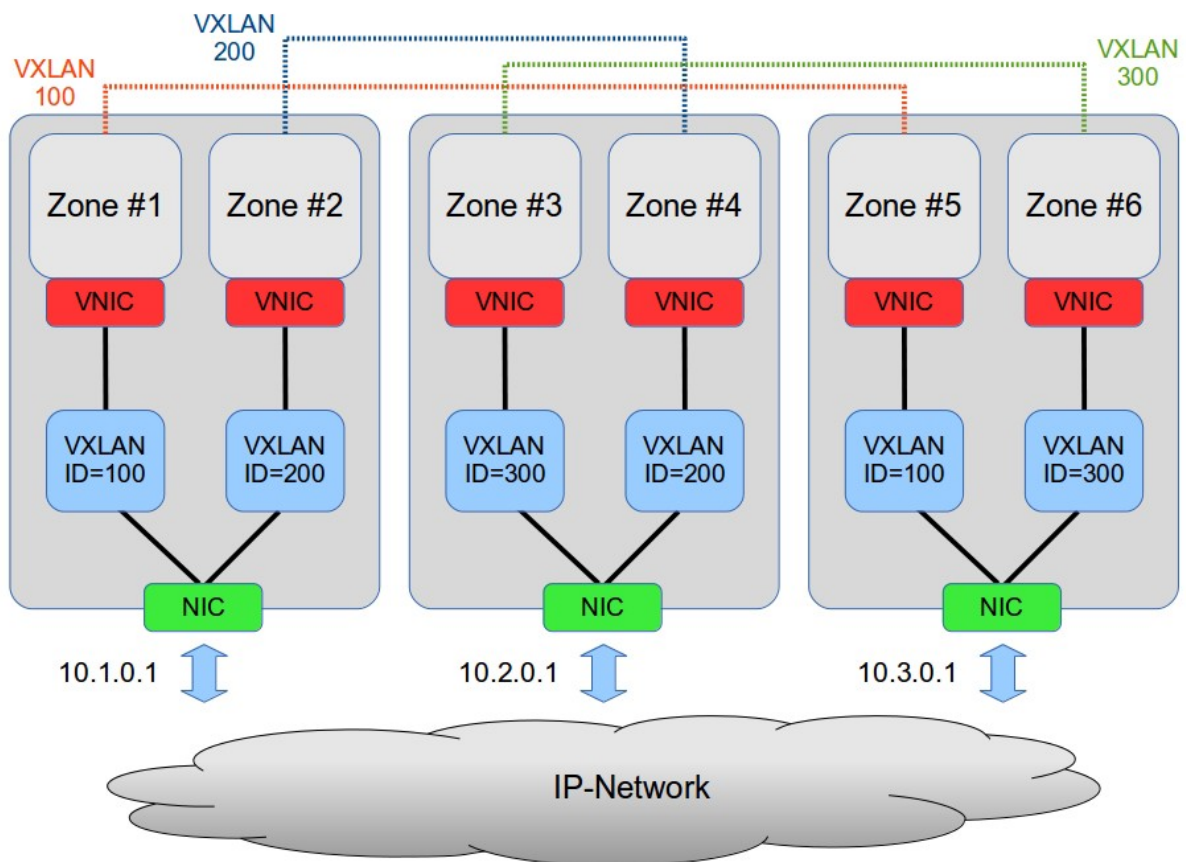 VXLAN
200
VXLAN
100
VXLAN
300
Zone #1
Zone #2
Zone #3
Zone #4
Zone #5
Zone #6
VNIC
VNIC
VNIC
VNIC
VNIC
VNIC
VXLAN
ID=100
VXLAN
ID=200
VXLAN
ID=300
VXLAN
ID=200
VXLAN
ID=100
VXLAN
ID=300
NIC
NIC
NIC
10.1.0.1
10.2.0.1
10.3.0.1
IP-Network